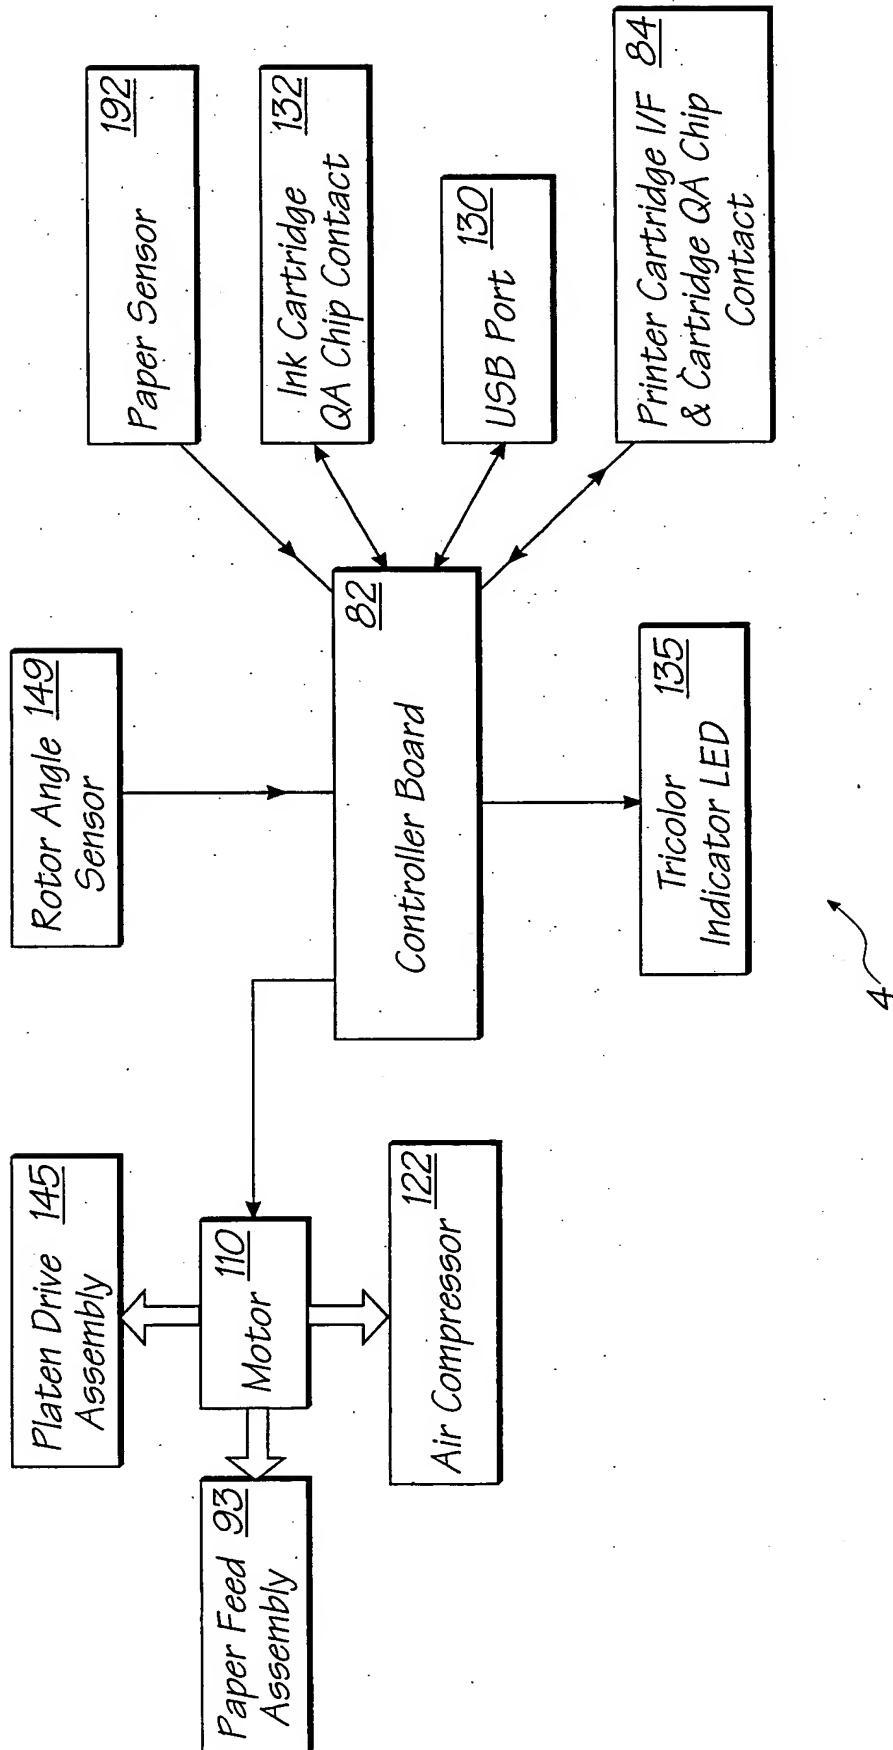 Paper Feed 93
Assembly
Platen Drive 145
Assembly
Motor 110
Air Compressor 122
Rotor Angle 149
Sensor
Controller Board 82
Tricolor 135
Indicator LED
Paper Sensor 192
Ink Cartridge 132
QA Chip Contact
USB Port 130
Printer Cartridge I/F 84
& Cartridge QA Chip
Contact
4